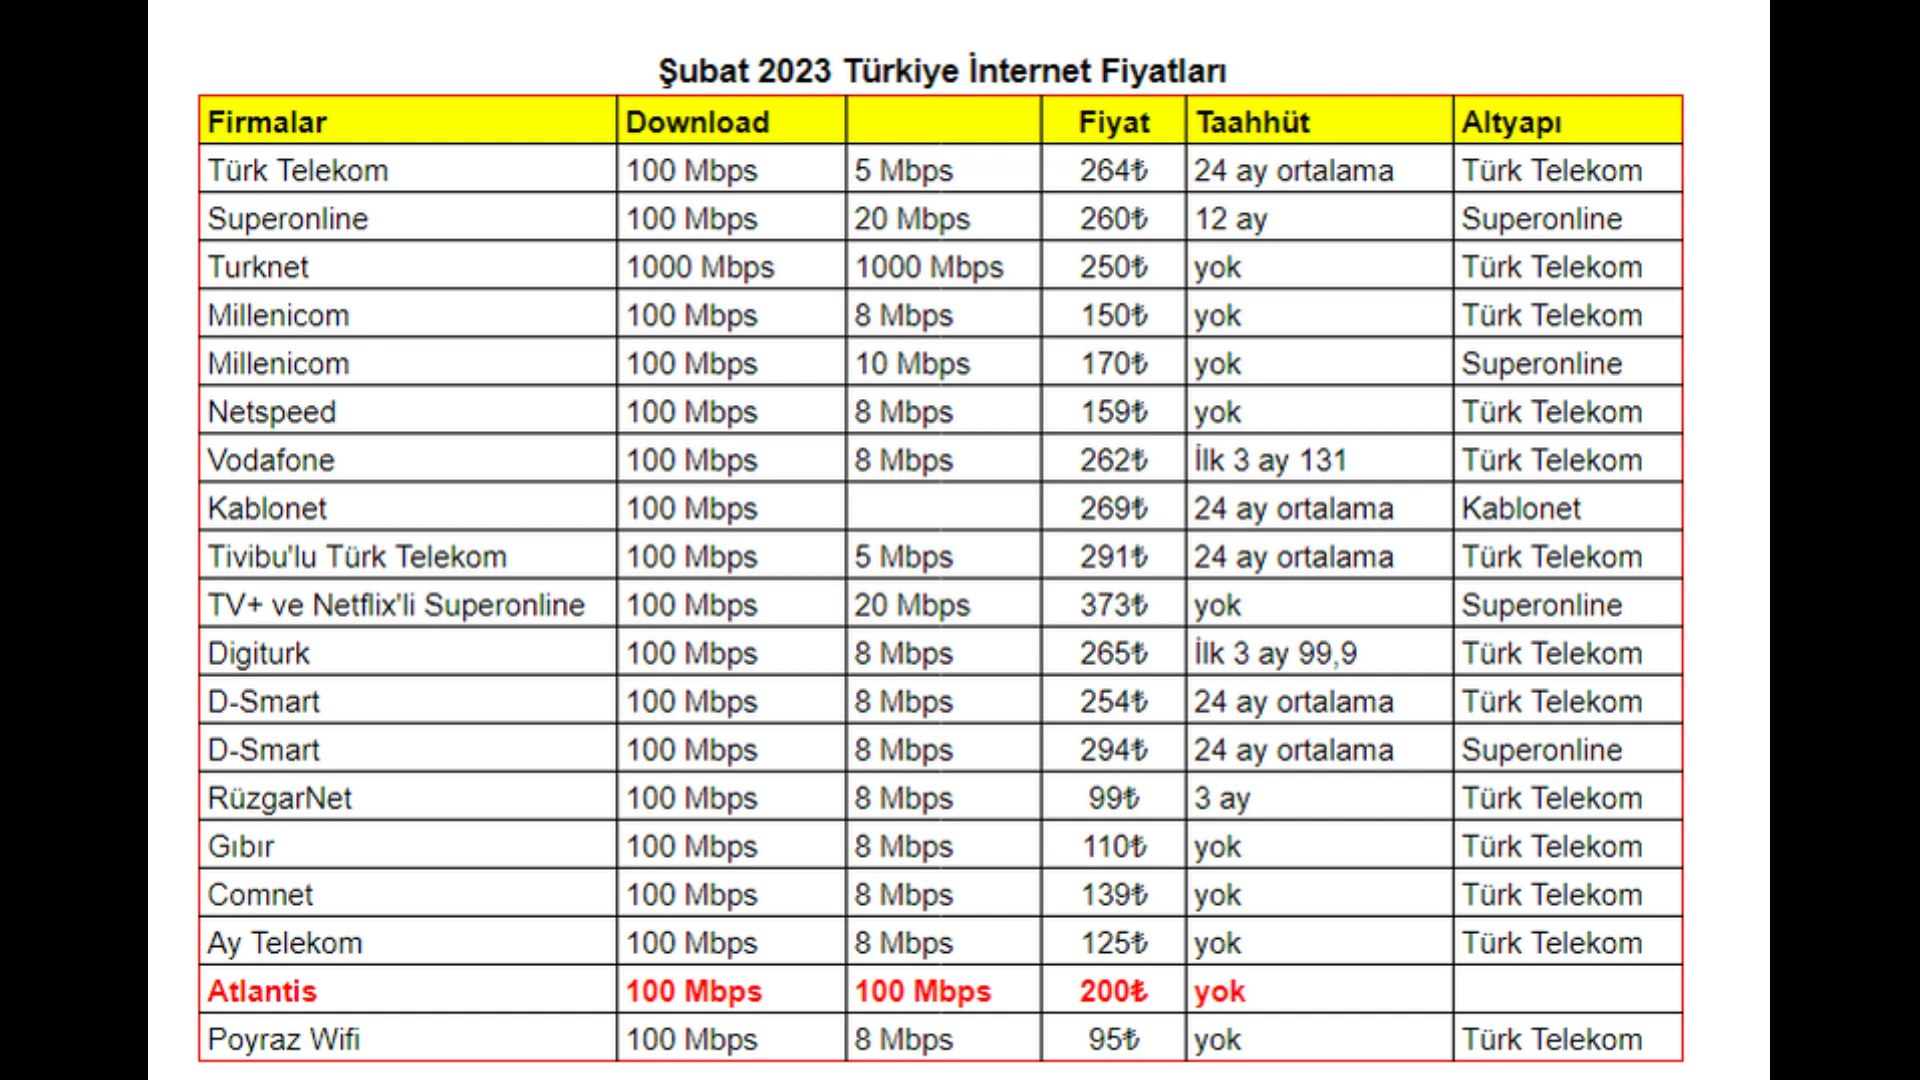 Şubat 2023 Türkiye İnternet Fiyatları
Firmalar Download Fiyat Taahhüt Altyapı
Türk Telekom 100 Mbps 5 Mbps 264₺ 24 ay ortalama Türk Telekom
Superonline 100 Mbps 20 Mbps 260₺ 12 ay Superonline
Turknet 1000 Mbps 1000 Mbps 250₺ yok Türk Telekom
Millenicom 100 Mbps 8 Mbps 150₺ yok Türk Telekom
Millenicom 100 Mbps 10 Mbps 170₺ yok Superonline
Netspeed 100 Mbps 8 Mbps 159₺ yok Türk Telekom
Vodafone 100 Mbps 8 Mbps 262₺ İlk 3 ay 131 Türk Telekom
Kablonet 100 Mbps 269₺ 24 ay ortalama Kablonet
Tivibu'lu Türk Telekom 100 Mbps 5 Mbps 291₺ 24 ay ortalama Türk Telekom
TV+ ve Netflix'li Superonline 100 Mbps 20 Mbps 373₺ yok Superonline
Digiturk 100 Mbps 8 Mbps 265₺ İlk 3 ay 99,9 Türk Telekom
D-Smart 100 Mbps 8 Mbps 254₺ 24 ay ortalama Türk Telekom
D-Smart 100 Mbps 8 Mbps 294₺ 24 ay ortalama Superonline
RüzgarNet 100 Mbps 8 Mbps 99₺ 3 ay Türk Telekom
Gıbır 100 Mbps 8 Mbps 110₺ yok Türk Telekom
Comnet 100 Mbps 8 Mbps 139₺ yok Türk Telekom
Ay Telekom 100 Mbps 8 Mbps 125₺ yok Türk Telekom
Atlantis 100 Mbps 100 Mbps 200₺ yok
Poyraz Wifi 100 Mbps 8 Mbps 95₺ yok Türk Telekom